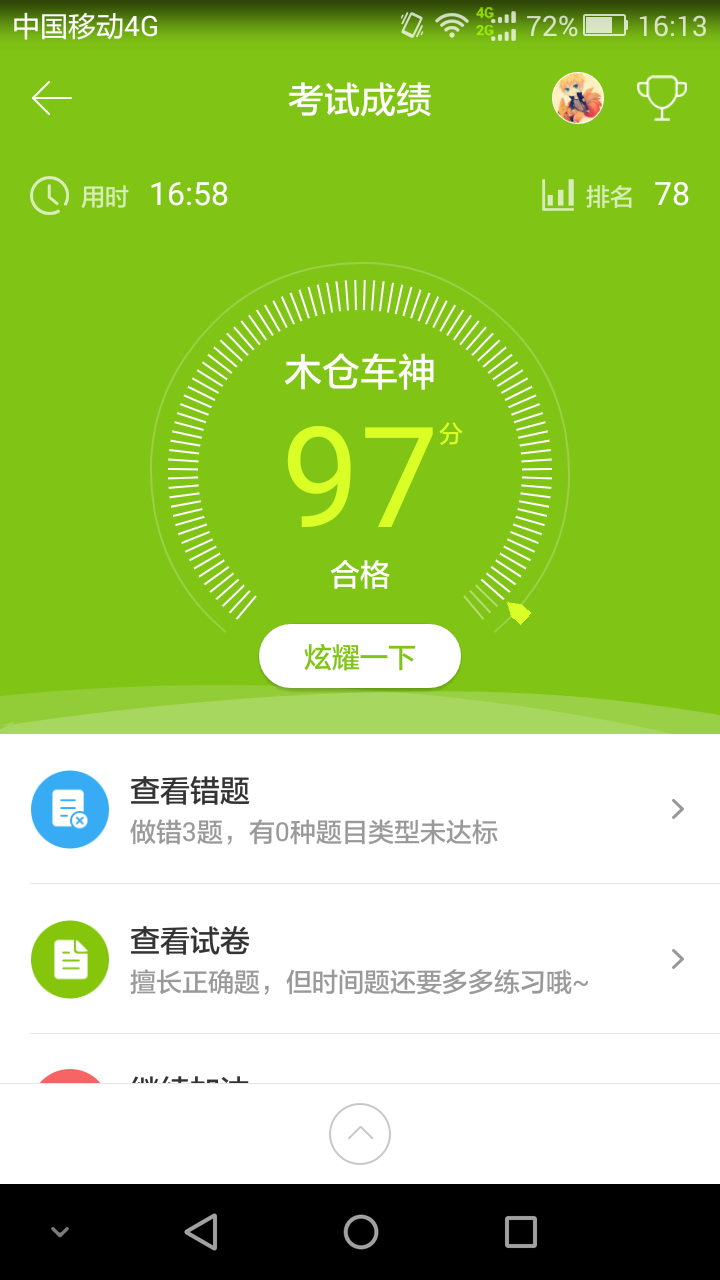 中国移动4G
4G
2G
72%
16:13
考试成绩
用时 16:58
排名 78
木仓车神
97分
合格
炫耀一下
查看错题
做错3题，有0种题目类型未达标
查看试卷
擅长正确题，但时间题还要多多练习哦~